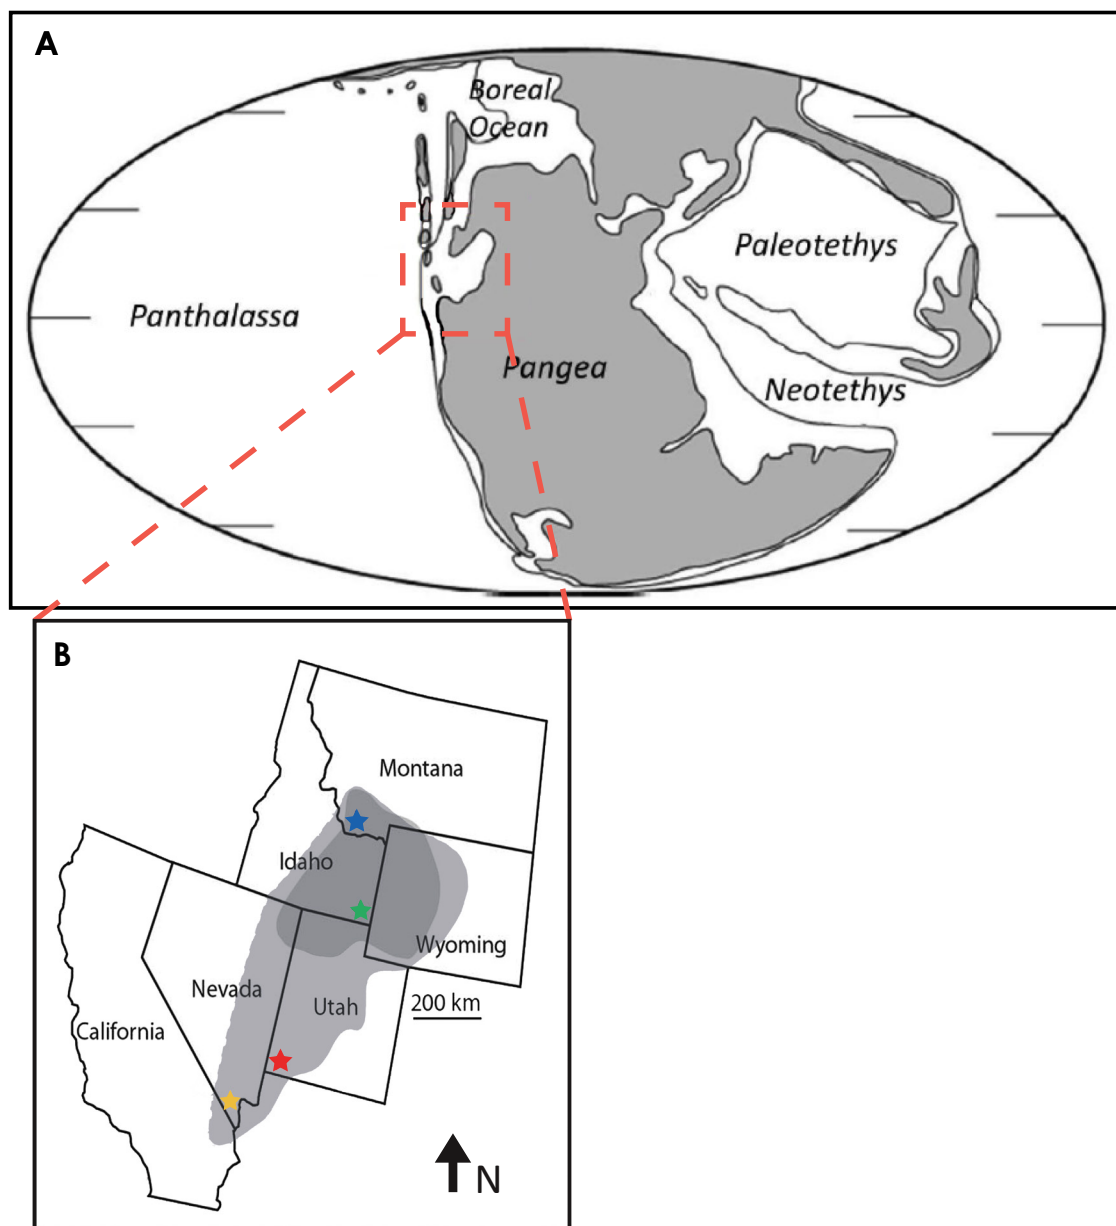 A
Boreal
Ocean
Paleotethys
Panthalassa
Pangea
Neotethys
B
Montana
Idaho
Wyoming
Nevada
Utah
200 km
California
N